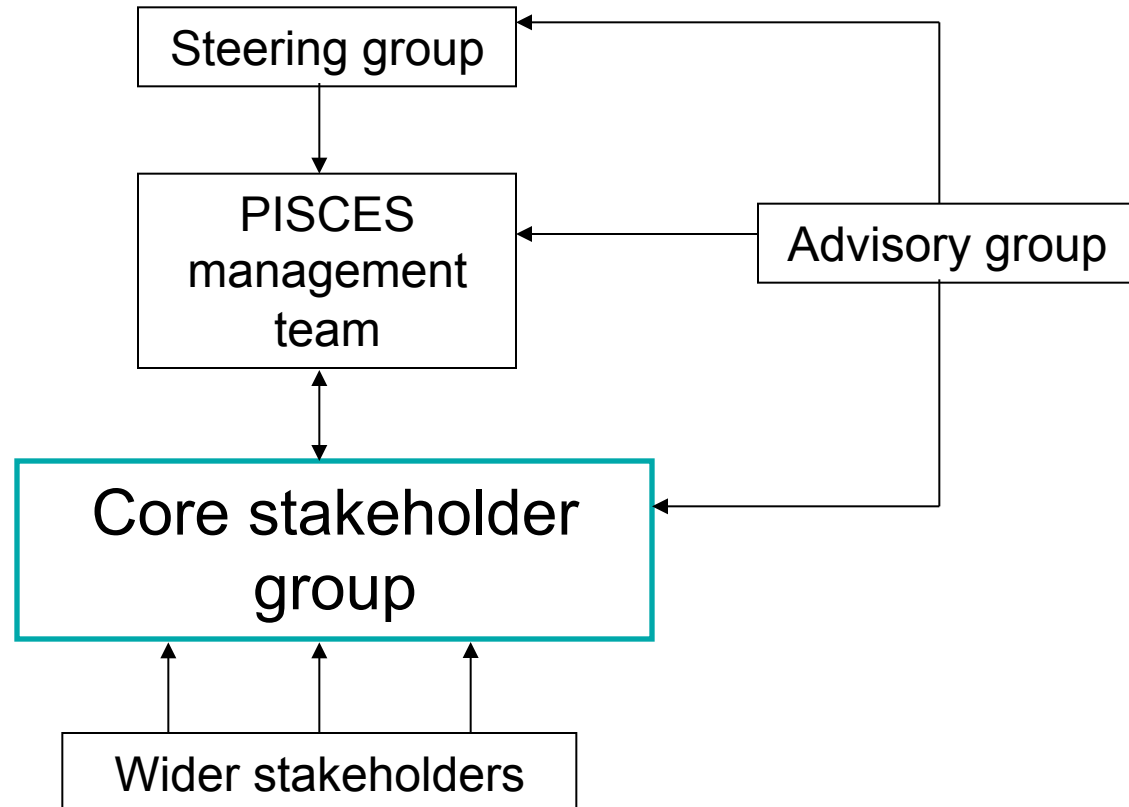 Steering group
PISCES
management
team
Advisory group
Core stakeholder
group
Wider stakeholders